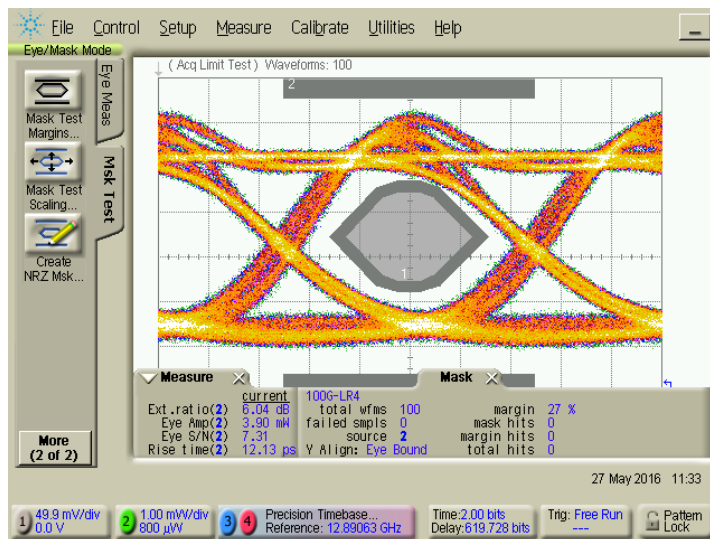 File Control Setup Measure Calibrate Utilities Help
Eye/Mask Mode
Eye Meas
Msk Test
Mask Test
Margins...
Mask Test
Scaling...
Create
NRZ Msk...
More
(2 of 2)
( Acq Limit Test ) Waveforms: 100
2
1
Measure
current
Ext.ratio(2) 6.04 dB
Eye Amp(2) 3.90 mW
Eye S/N(2) 7.31
Rise time(2) 12.13 ps
Mask
100G-LR4
total wfms 100 margin 27 %
failed smpls 0 mask hits 0
source 2 margin hits 0
Y Align: Eye Bound total hits 0
27 May 2016 11:33
1 49.9 mV/div
0.0 V
2 1.00 mW/div
800 µW
3 4 Precision Timebase...
Reference: 12.89063 GHz
Time:2.00 bits
Delay:619.728 bits
Trig: Free Run
---
Pattern
Lock